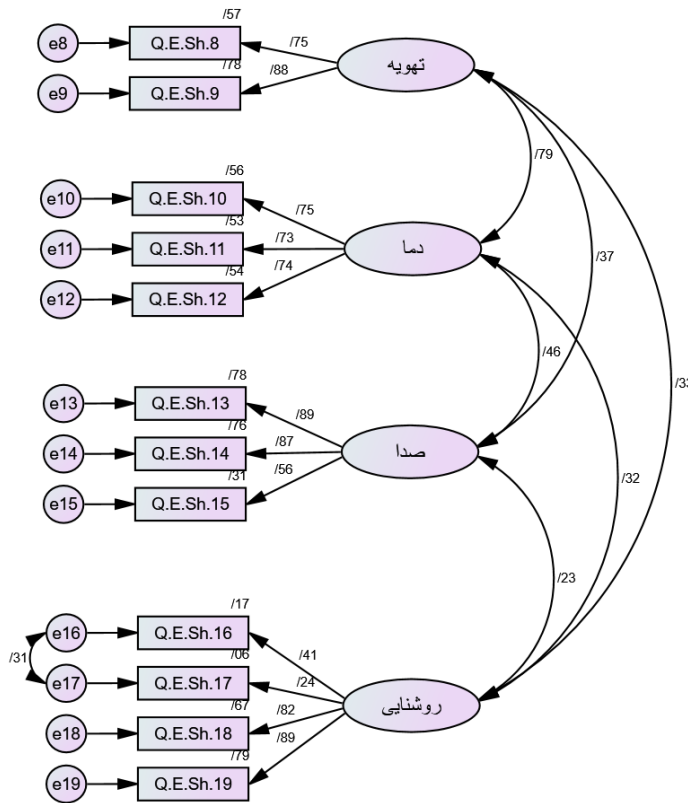 /57
e8 Q.E.Sh.8 /75 تهویه
/78
e9 Q.E.Sh.9 /88
/79
/56
e10 Q.E.Sh.10 /75
/53
e11 Q.E.Sh.11 /73 دما /37
/54
e12 Q.E.Sh.12 /74
/46
/33
/78
e13 Q.E.Sh.13 /89
/76
e14 Q.E.Sh.14 /87 صدا
/31
e15 Q.E.Sh.15 /56 /32
/23
/17
e16 Q.E.Sh.16 /41
/31
/06
e17 Q.E.Sh.17 /24
/67
e18 Q.E.Sh.18 /82 روشنایی
/79
e19 Q.E.Sh.19 /89